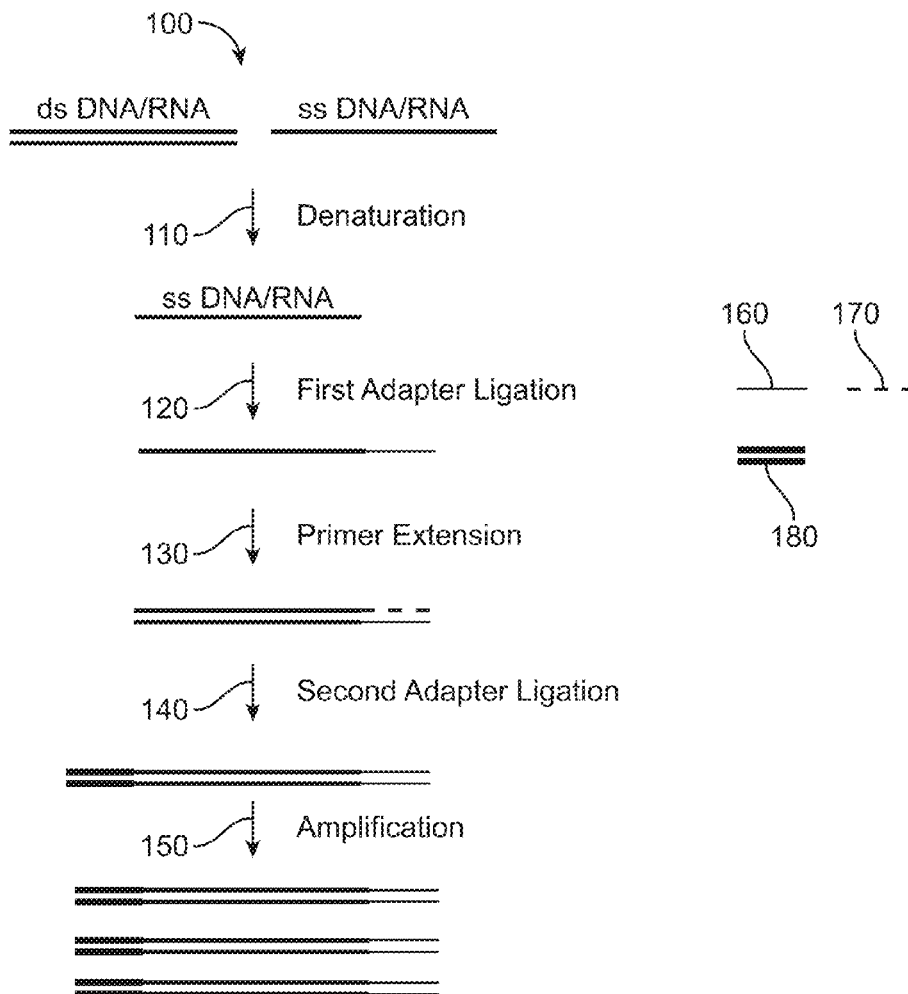 100
ds DNA/RNA ss DNA/RNA
110 Denaturation
ss DNA/RNA
160 170
120 First Adapter Ligation
130 Primer Extension
180
140 Second Adapter Ligation
150 Amplification